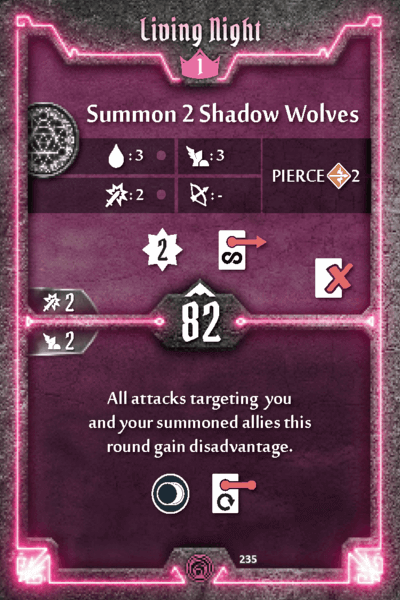 Living Night
1
Summon 2 Shadow Wolves
: 3
: 3
PIERCE 2
: 2
: -
2
2
82
2
All attacks targeting you
and your summoned allies this
round gain disadvantage.
235